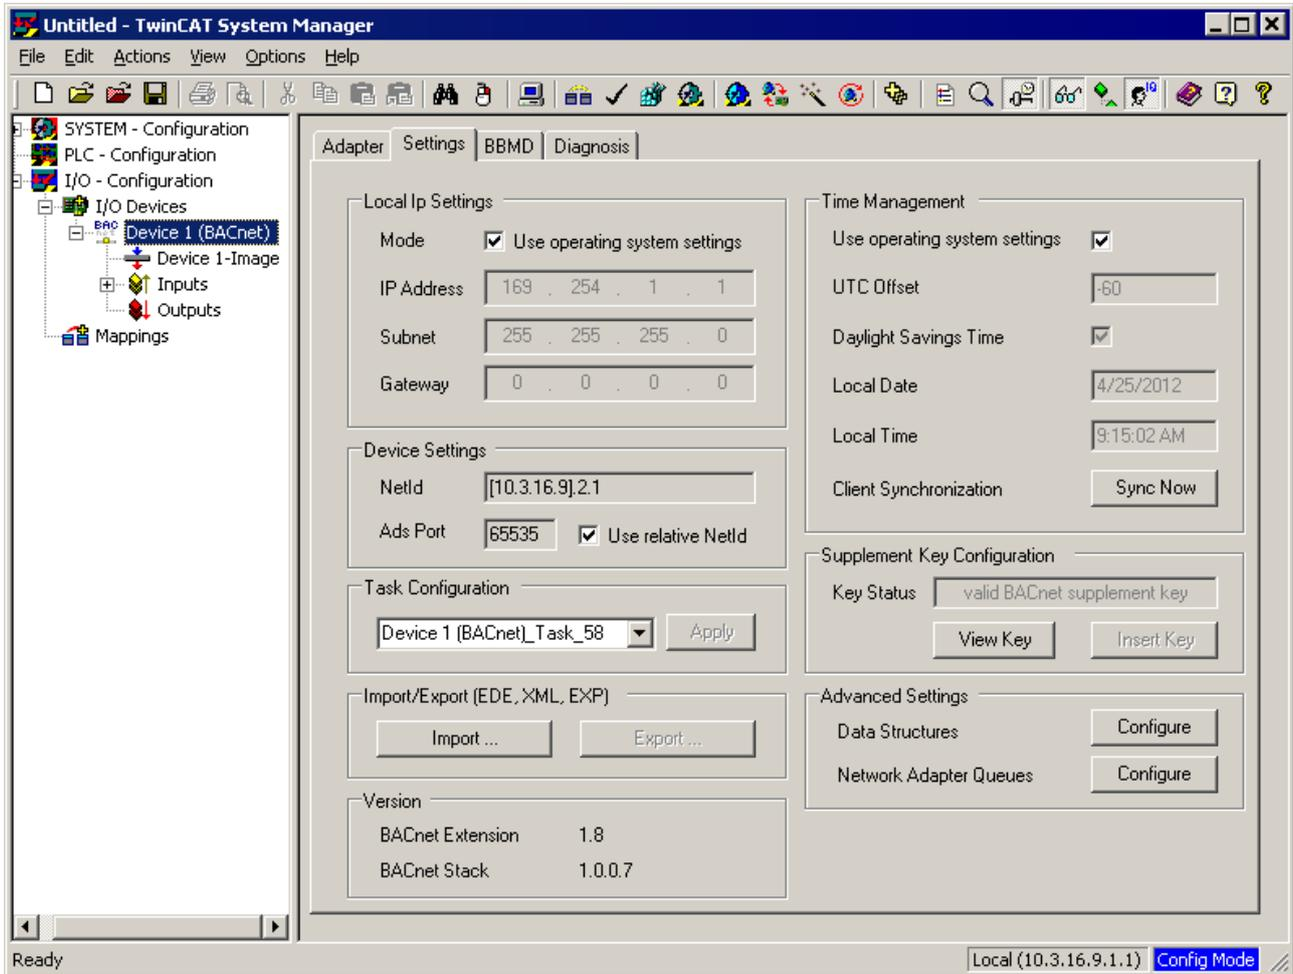 Untitled - TwinCAT System Manager
File Edit Actions View Options Help
SYSTEM - Configuration
PLC - Configuration
I/O - Configuration
I/O Devices
BAC
Device 1 (BACnet)
Device 1-Image
Inputs
Outputs
Mappings
Adapter Settings BBMD Diagnosis
Local Ip Settings
Mode Use operating system settings
IP Address 169 . 254 . 1 . 1
Subnet 255 . 255 . 255 . 0
Gateway 0 . 0 . 0 . 0
Device Settings
NetId [10.3.16.9].2.1
Ads Port 65535 Use relative NetId
Task Configuration
Device 1 (BACnet)_Task_58 Apply
Import/Export (EDE, XML, EXP)
Import ... Export ...
Version
BACnet Extension 1.8
BACnet Stack 1.0.0.7
Time Management
Use operating system settings
UTC Offset -60
Daylight Savings Time
Local Date 4/25/2012
Local Time 9:15:02 AM
Client Synchronization Sync Now
Supplement Key Configuration
Key Status valid BACnet supplement key
View Key Insert Key
Advanced Settings
Data Structures Configure
Network Adapter Queues Configure
Ready Local (10.3.16.9.1.1) Config Mode